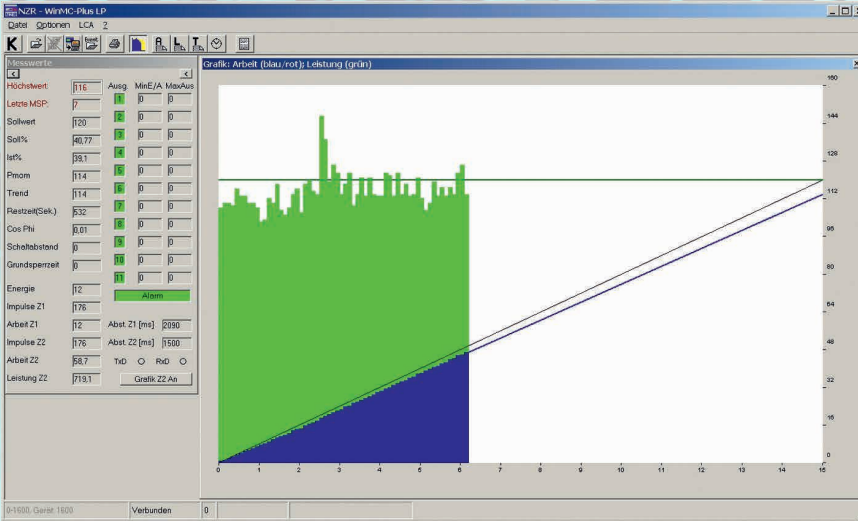 NZR - WinMC-Plus LP
Datei Optionen LCA ?
K A L T
Messwerte
< <
Höchstwert: 116 Ausg. MinE/A MaxAus
1 0 0
Letzte MSP: 7
2 0 0
Sollwert 120
3 0 0
Soll% 40,77
4 0 0
Ist% 39,1
5 0 0
Pmom 114
6 0 0
Trend 114
7 0 0
Restzeit(Sek.) 532
8 0 0
Cos Phi 0,01
9 0 0
Schaltabstand 0
10 0 0
Grundsperrzeit 0
11 0 0
Energie 12
Alarm
Impulse Z1 176
Arbeit Z1 12 Abst. Z1 [ms] 2090
Impulse Z2 176 Abst. Z2 [ms] 1500
Arbeit Z2 58,7 TxD RxD
Leistung Z2 719,1 Grafik Z2 An
Grafik: Arbeit (blau/rot); Leistung (grün)
160
144
128
112
96
80
64
48
32
16
0
0 1 2 3 4 5 6 7 8 9 10 11 12 13 14 15
0-1600, Gerät: 1600 Verbunden 0